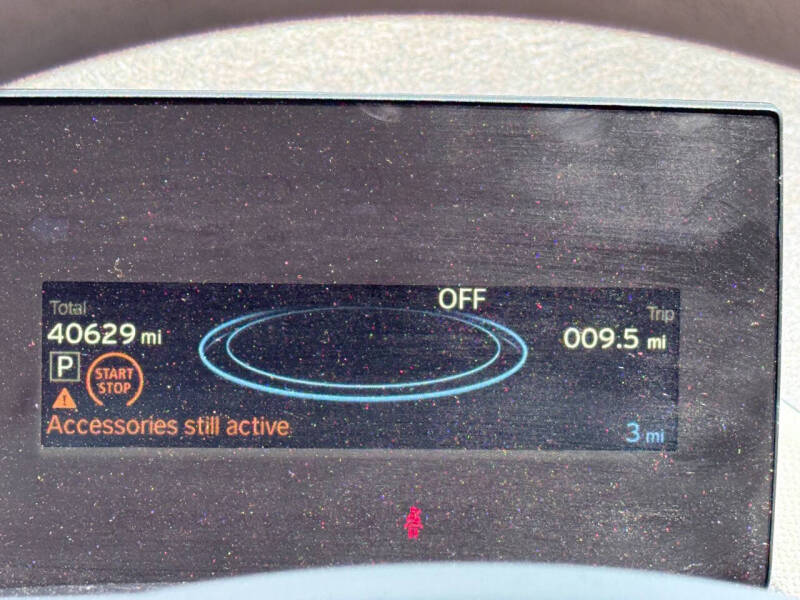 OFF
Total
Trip
40629 mi
009.5 mi
P
START
STOP
Accessories still active
3 mi